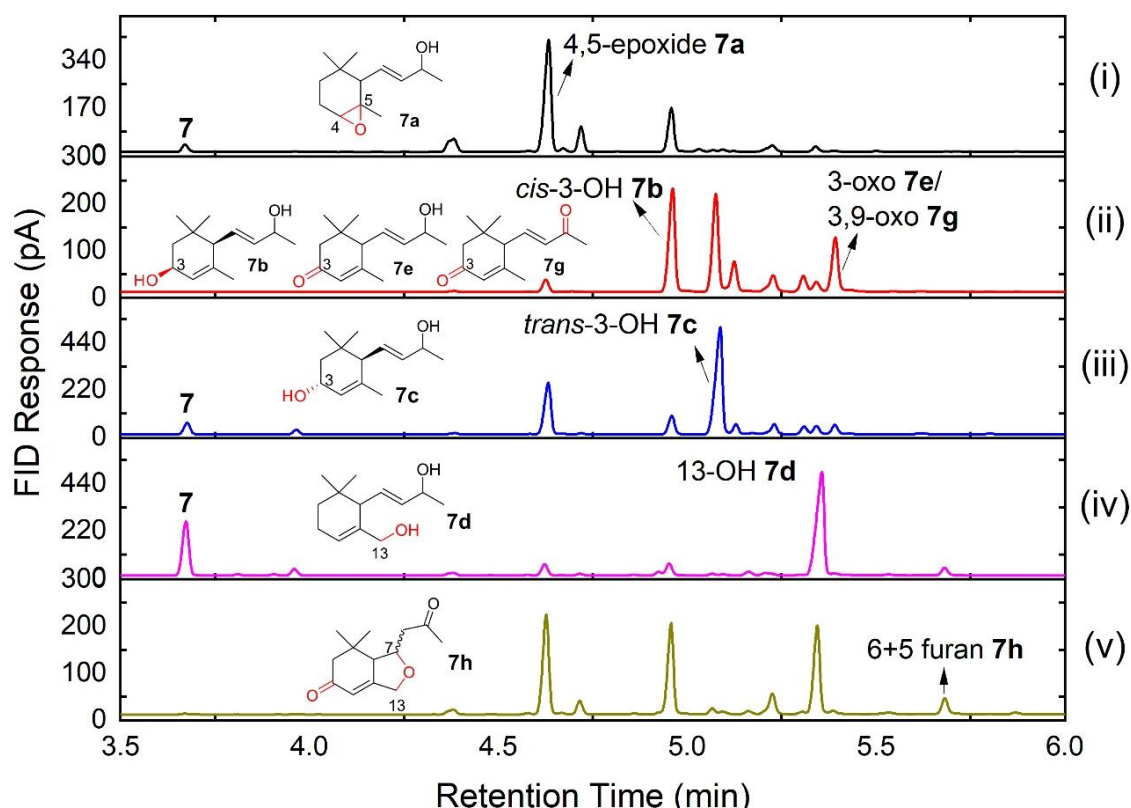 FID Response (pA)
340
170
300
0
7
OH
5
4
O
7a
4,5-epoxide 7a
(i)
200
100
300
0
OH
HO
3
7b
OH
O
3
7e
O
O
3
7g
cis-3-OH 7b
3-oxo 7e/
3,9-oxo 7g
(ii)
440
220
0
7
OH
HO
3
7c
trans-3-OH 7c
(iii)
440
220
300
0
7
OH
OH
13
7d
13-OH 7d
(iv)
200
100
0
O
7
7h
O
O
13
6+5 furan 7h
(v)
3.5 4.0 4.5 5.0 5.5 6.0
Retention Time (min)